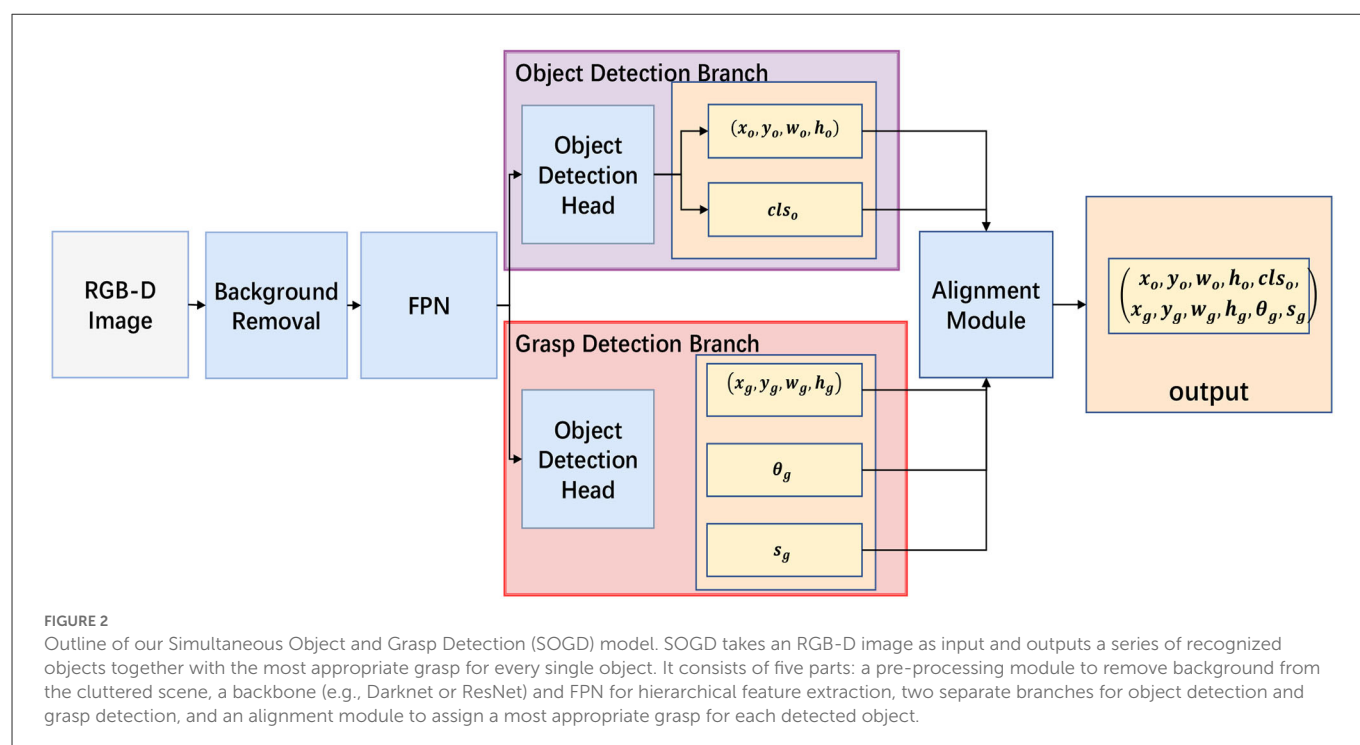 Object Detection Branch
Object
Detection
Head
(x_o, y_o, w_o, h_o)
cls_o
RGB-D
Image
Background
Removal
FPN
Alignment
Module
(x_o, y_o, w_o, h_o, cls_o,
x_g, y_g, w_g, h_g, θ_g, s_g)
output
Grasp Detection Branch
Object
Detection
Head
(x_g, y_g, w_g, h_g)
θ_g
s_g
FIGURE 2
Outline of our Simultaneous Object and Grasp Detection (SOGD) model. SOGD takes an RGB-D image as input and outputs a series of recognized
objects together with the most appropriate grasp for every single object. It consists of five parts: a pre-processing module to remove background from
the cluttered scene, a backbone (e.g., Darknet or ResNet) and FPN for hierarchical feature extraction, two separate branches for object detection and
grasp detection, and an alignment module to assign a most appropriate grasp for each detected object.